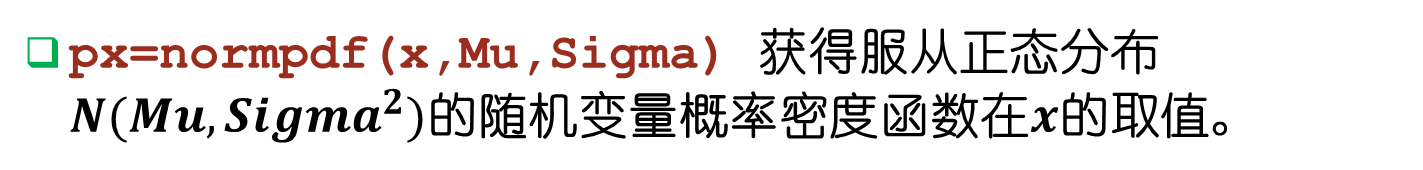 px=normpdf(x,Mu,Sigma) 获得服从正态分布
N(Mu,Sigma²)的随机变量概率密度函数在x的取值。